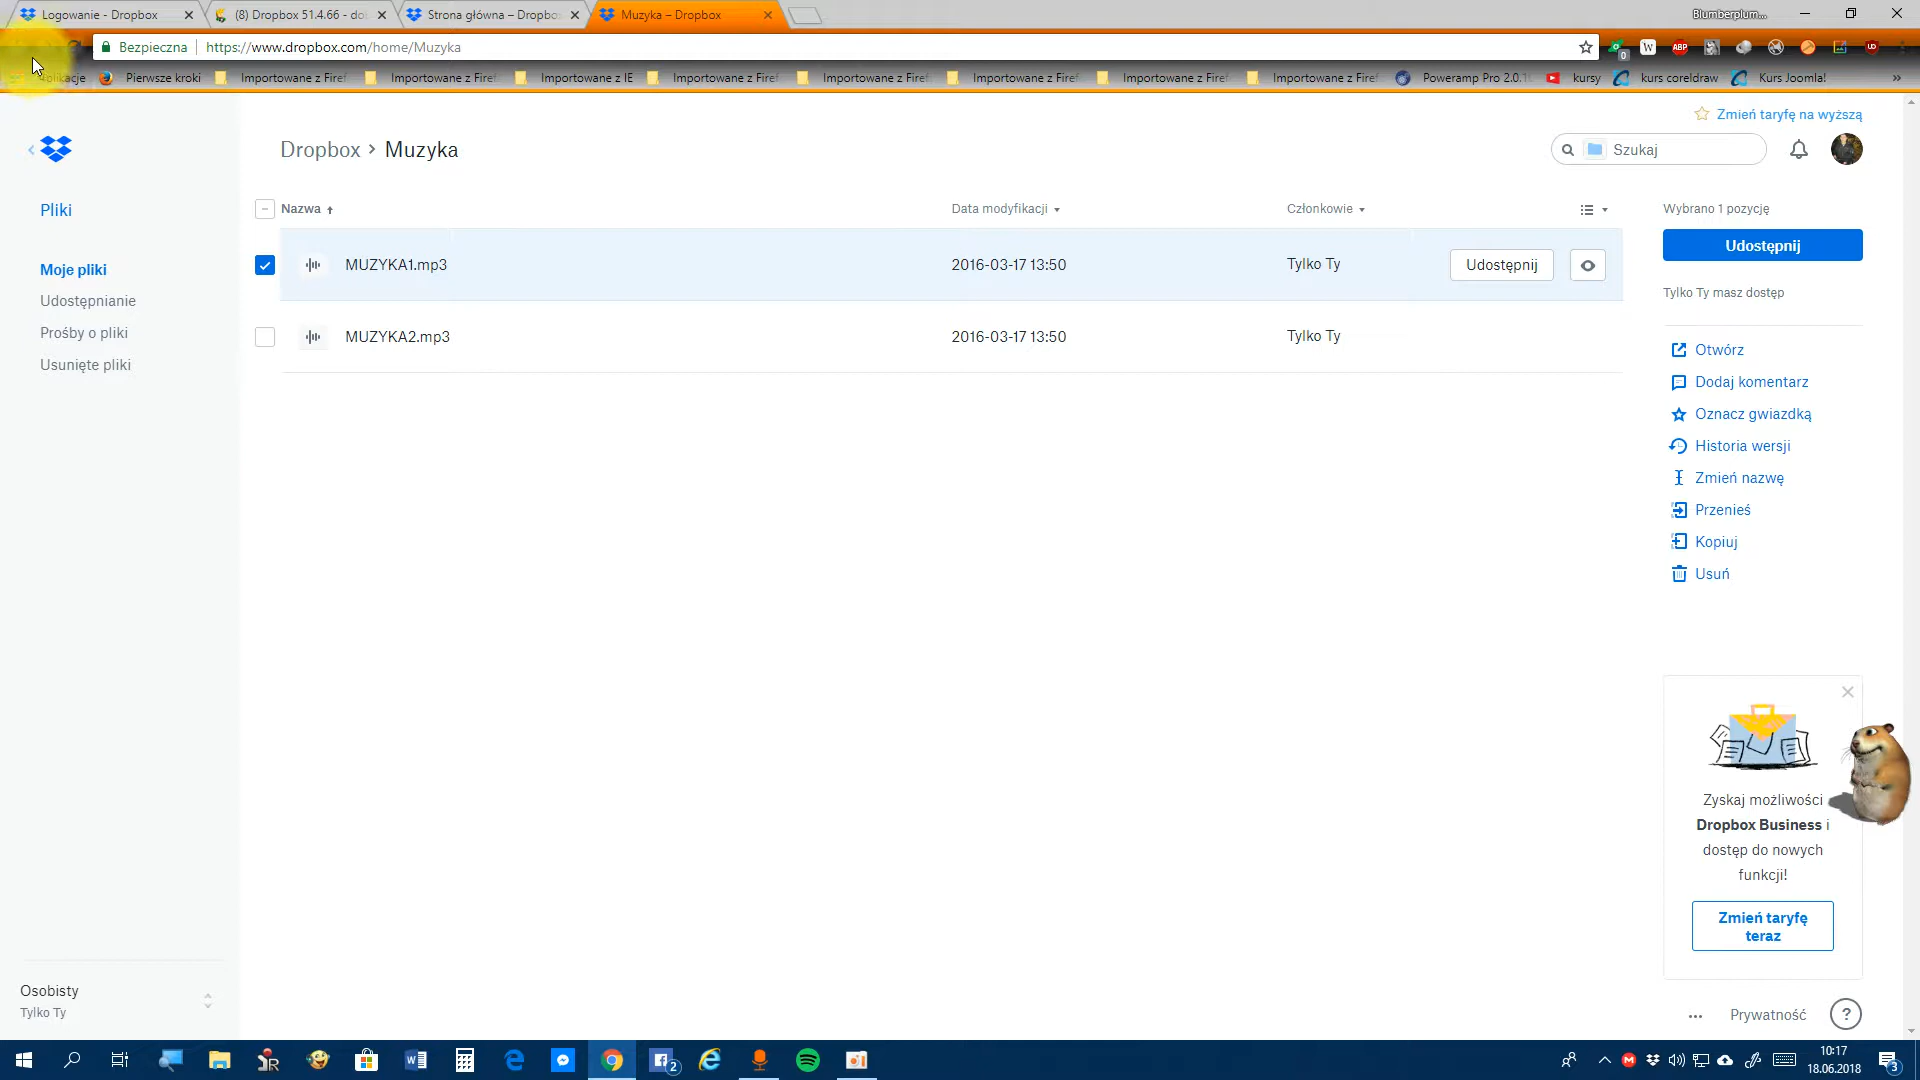 Logowanie - Dropbox
(8) Dropbox 51.4.66 - do
Strona główna – Dropbo
Muzyka – Dropbox
Blumberplum...
Bezpieczna
https://www.dropbox.com/home/Muzyka
Pierwsze kroki
Importowane z Firef
Importowane z Firef
Importowane z IE
Importowane z Firef
Importowane z Firef
Importowane z Firef
Importowane z Firef
Importowane z Firef
Poweramp Pro 2.0.1
kursy
kurs coreldraw
Kurs Joomla!
»
Zmień taryfę na wyższą
Dropbox › Muzyka
Szukaj
Pliki
Moje pliki
Udostępnianie
Prośby o pliki
Usunięte pliki
Nazwa
Data modyfikacji
Członkowie
MUZYKA1.mp3
2016-03-17 13:50
Tylko Ty
Udostępnij
MUZYKA2.mp3
2016-03-17 13:50
Tylko Ty
Wybrano 1 pozycję
Udostępnij
Tylko Ty masz dostęp
Otwórz
Dodaj komentarz
Oznacz gwiazdką
Historia wersji
Zmień nazwę
Przenieś
Kopiuj
Usuń
Zyskaj możliwości
Dropbox Business i
dostęp do nowych
funkcji!
Zmień taryfę
teraz
Osobisty
Tylko Ty
...
Prywatność
?
10:17
18.06.2018